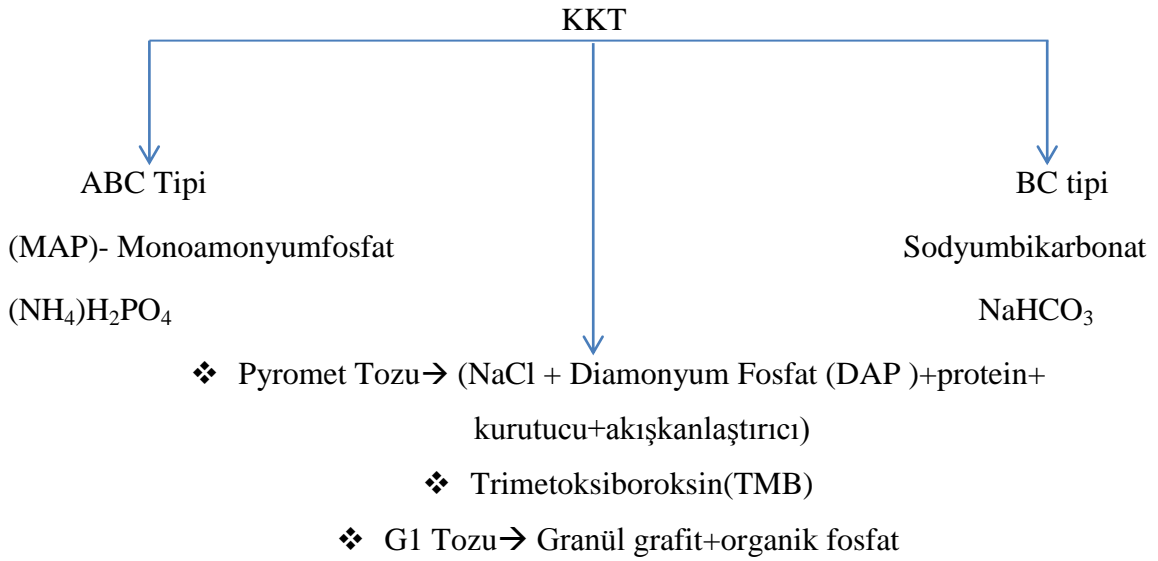 KKT
ABC Tipi
(MAP)- Monoamonyumfosfat
(NH₄)H₂PO₄
BC tipi
Sodyumbikarbonat
NaHCO₃
❖ Pyromet Tozu→ (NaCl + Diamonyum Fosfat (DAP )+protein+
kurutucu+akışkanlaştırıcı)
❖ Trimetoksiboroksin(TMB)
❖ G1 Tozu→ Granül grafit+organik fosfat